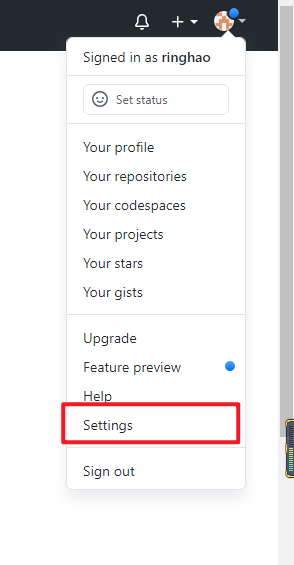 Signed in as ringhao
Set status
Your profile
Your repositories
Your codespaces
Your projects
Your stars
Your gists
Upgrade
Feature preview
Help
Settings
Sign out